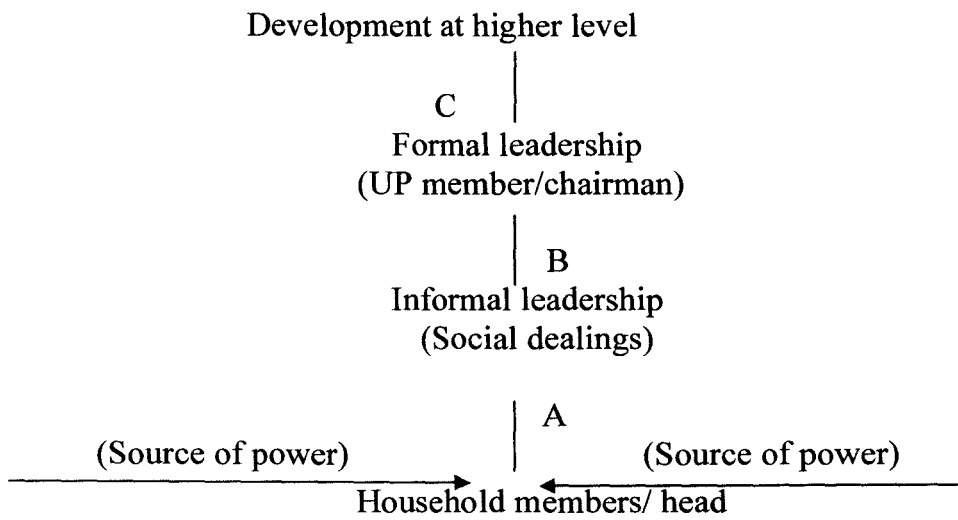 Development at higher level
C
Formal leadership
(UP member/chairman)
B
Informal leadership
(Social dealings)
A
(Source of power) (Source of power)
Household members/ head